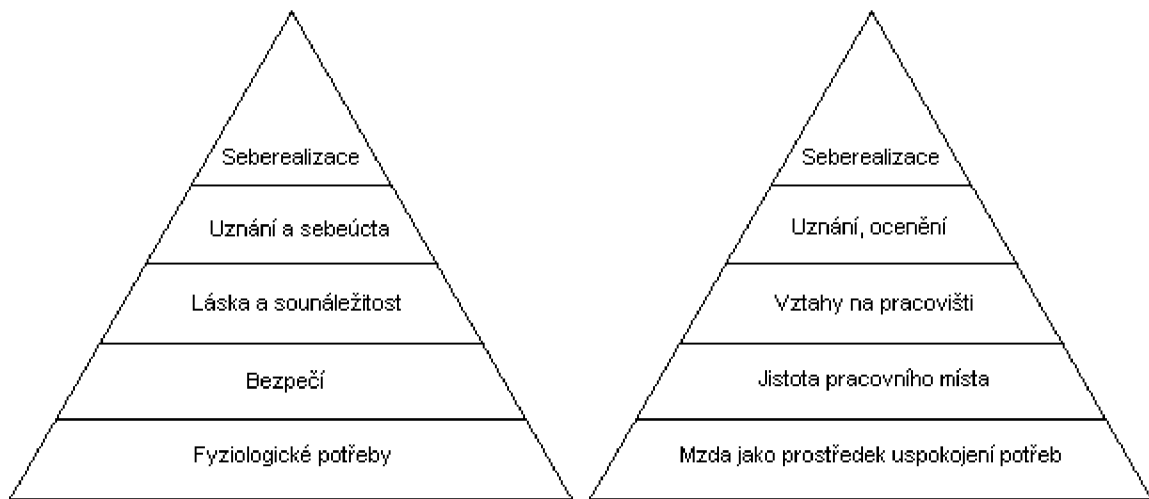 Seberealizace
Uznání a sebeúcta
Láska a sounáležitost
Bezpečí
Fyziologické potřeby
Seberealizace
Uznání, ocenění
Vztahy na pracovišti
Jistota pracovního místa
Mzda jako prostředek uspokojení potřeb